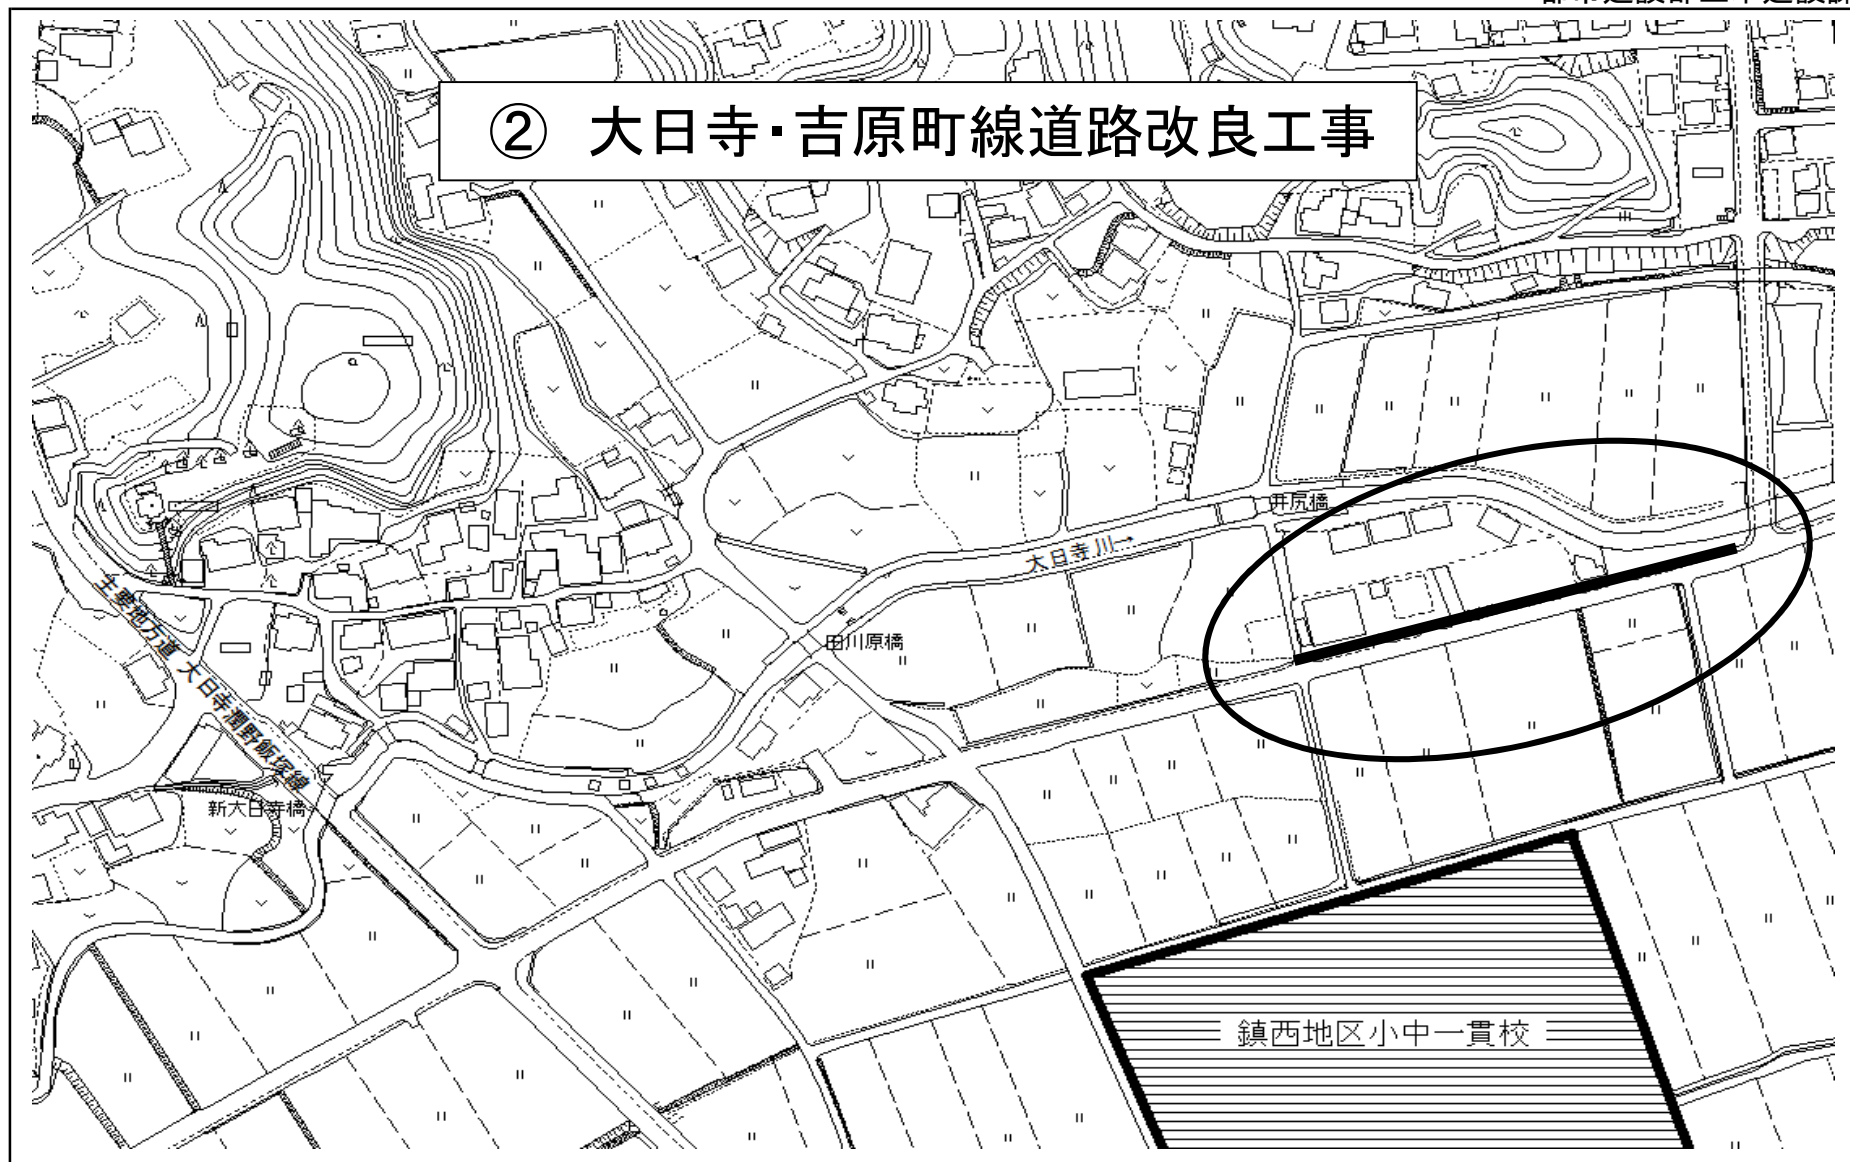 ② 大日寺・吉原町線道路改良工事
井尻橋
大日寺川→
田川原橋
主要地方道 大日寺潤野飯塚線
新大日寺橋
鎮西地区小中一貫校